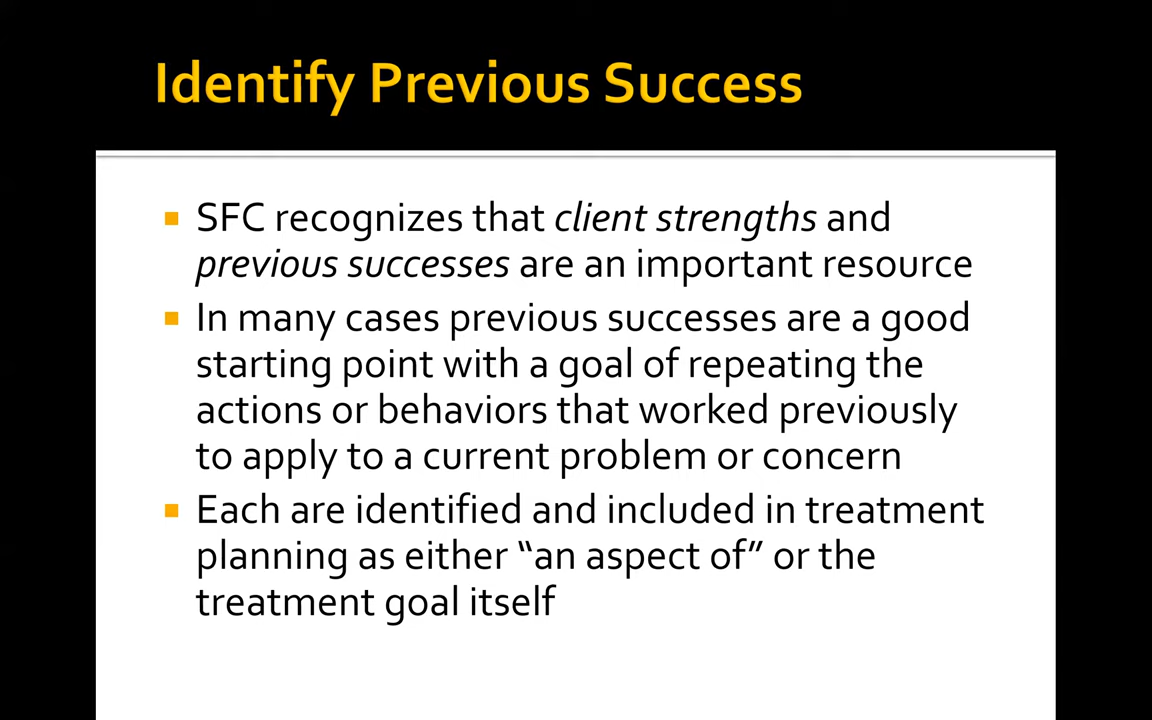 Identify Previous Success
SFC recognizes that client strengths and
previous successes are an important resource
In many cases previous successes are a good
starting point with a goal of repeating the
actions or behaviors that worked previously
to apply to a current problem or concern
Each are identified and included in treatment
planning as either “an aspect of” or the
treatment goal itself